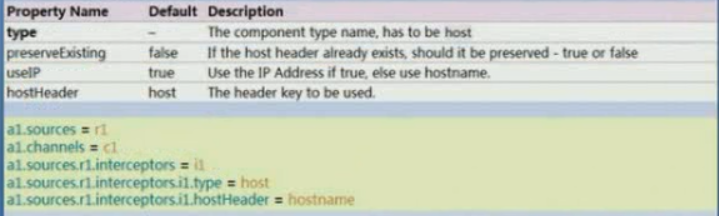 Property Name Default Description
type – The component type name, has to be host
preserveExisting false If the host header already exists, should it be preserved - true or false
useIP true Use the IP Address if true, else use hostname.
hostHeader host The header key to be used.
a1.sources = r1
a1.channels = c1
a1.sources.r1.interceptors = i1
a1.sources.r1.interceptors.i1.type = host
a1.sources.r1.interceptors.i1.hostHeader = hostname